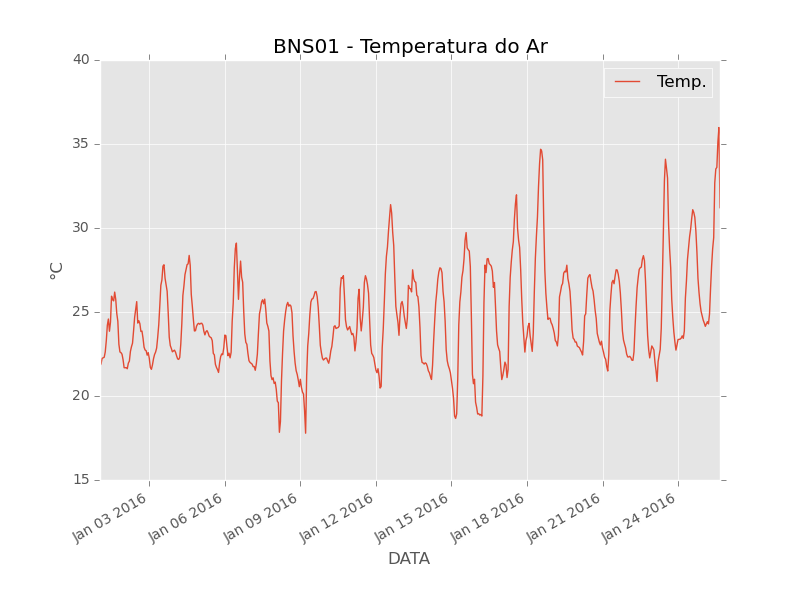 BNS01 - Temperatura do Ar
Temp.
40
35
30
25
20
15
°C
Jan 03 2016
Jan 06 2016
Jan 09 2016
Jan 12 2016
Jan 15 2016
Jan 18 2016
Jan 21 2016
Jan 24 2016
DATA